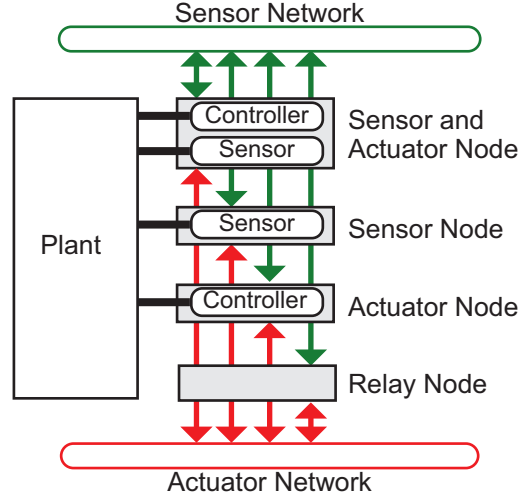 Sensor Network
Controller
Sensor
Sensor and
Actuator Node
Plant
Sensor
Sensor Node
Controller
Actuator Node
Relay Node
Actuator Network